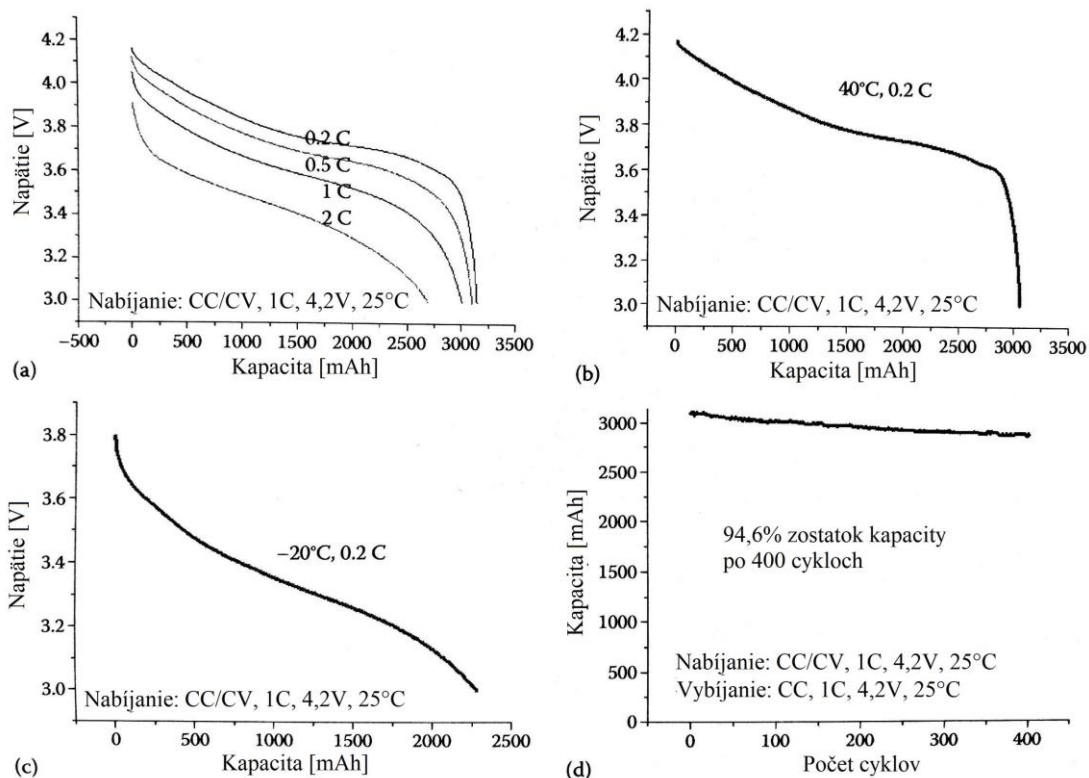 4.2
4.0
3.8
3.6
3.4
3.2
3.0
Napätie [V]
0.2 C
0.5 C
1 C
2 C
Nabíjanie: CC/CV, 1C, 4,2V, 25°C
−500 0 500 1000 1500 2000 2500 3000 3500
Kapacita [mAh]
(a)
4.2
4.0
3.8
3.6
3.4
3.2
3.0
Napätie [V]
40°C, 0.2 C
Nabíjanie: CC/CV, 1C, 4,2V, 25°C
0 500 1000 1500 2000 2500 3000 3500
Kapacita [mAh]
(b)
3.8
3.6
3.4
3.2
3.0
Napätie [V]
−20°C, 0.2 C
Nabíjanie: CC/CV, 1C, 4,2V, 25°C
0 500 1000 1500 2000 2500
Kapacita [mAh]
(c)
3000
2500
2000
1500
1000
500
0
Kapacita [mAh]
94,6% zostatok kapacity
po 400 cykloch
Nabíjanie: CC/CV, 1C, 4,2V, 25°C
Vybíjanie: CC, 1C, 4,2V, 25°C
0 100 200 300 400
Počet cyklov
(d)